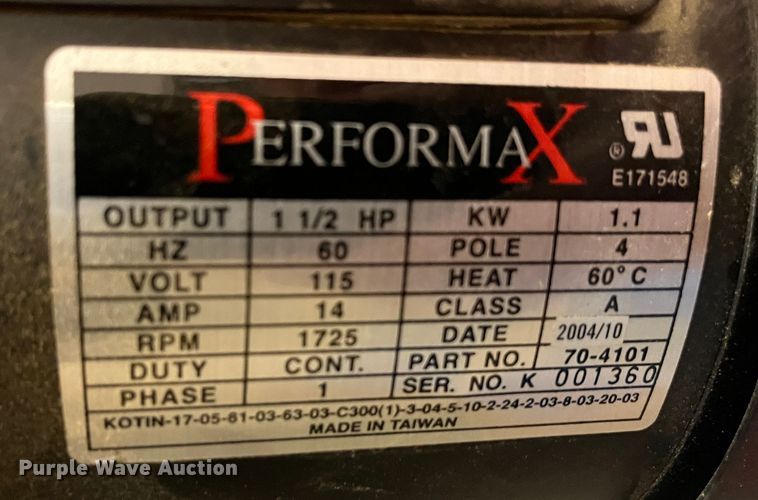 PERFORMAX
® RU
E171548
OUTPUT 1 1/2 HP KW 1.1
HZ 60 POLE 4
VOLT 115 HEAT 60° C
AMP 14 CLASS A
RPM 1725 DATE 2004/10
DUTY CONT. PART NO. 70-4101
PHASE 1 SER. NO. K 001360
KOTIN-17-05-81-03-63-03-C300(1)-3-04-5-10-2-24-2-03-8-03-20-03
MADE IN TAIWAN
Purple Wave Auction